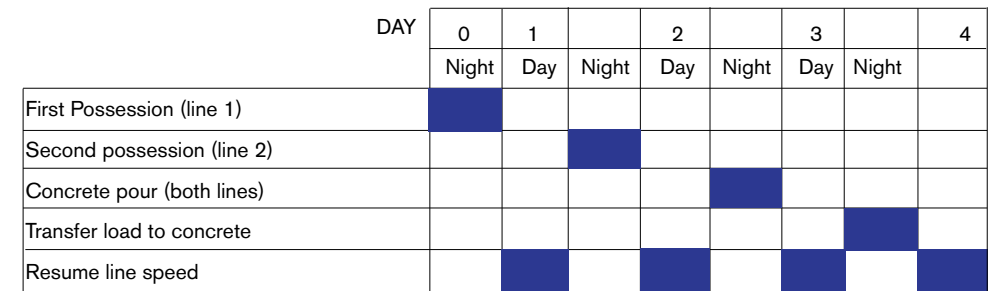 DAY 0 1 2 3 4
Night Day Night Day Night Day Night
First Possession (line 1)
Second possession (line 2)
Concrete pour (both lines)
Transfer load to concrete
Resume line speed